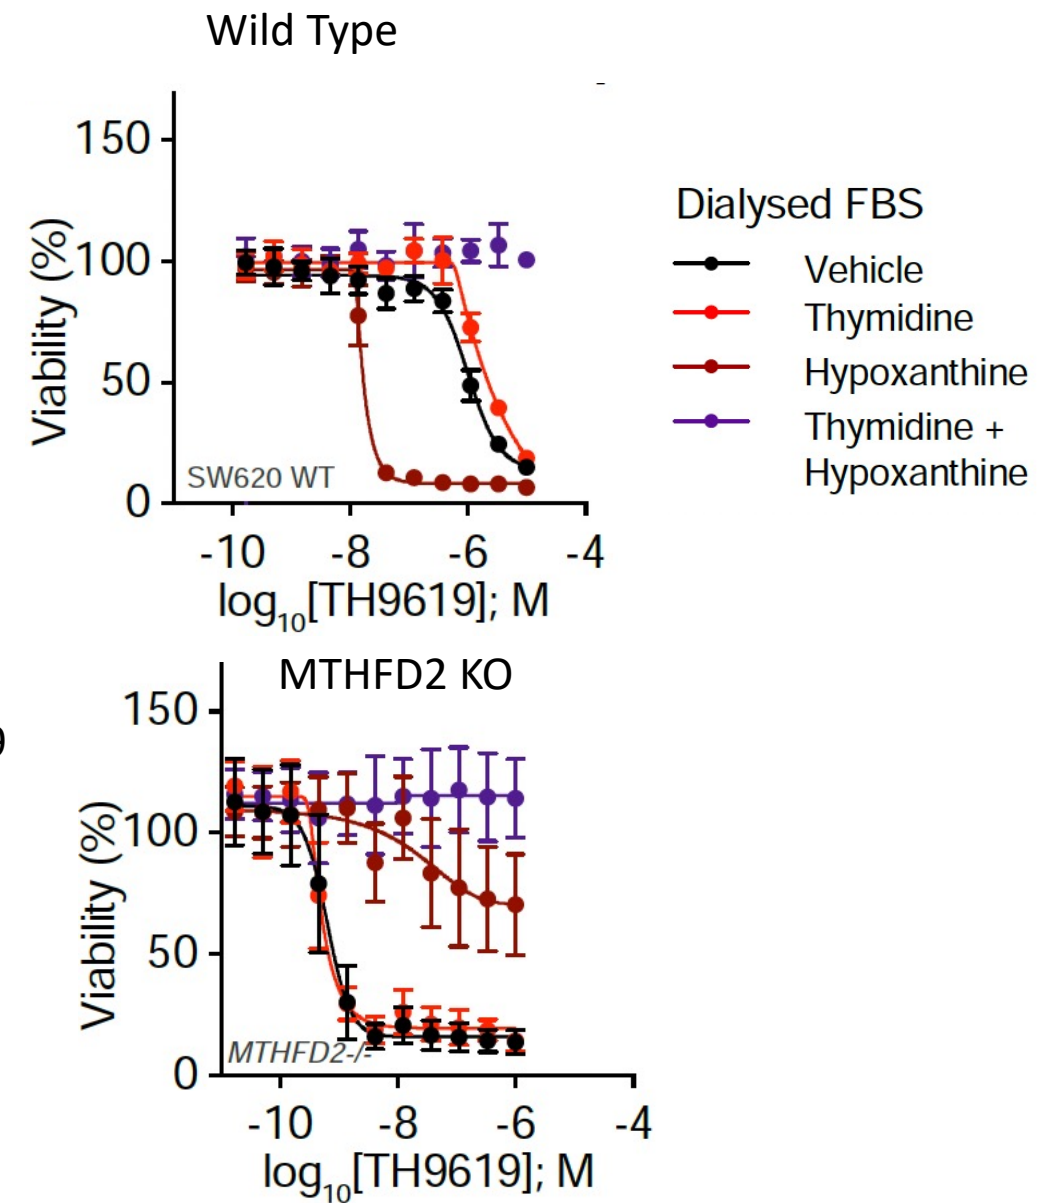 Wild Type
150
100
50
0
Viability (%)
SW620 WT
-10 -8 -6 -4
log10[TH9619]; M
Dialysed FBS
Vehicle
Thymidine
Hypoxanthine
Thymidine +
Hypoxanthine
MTHFD2 KO
9
150
100
50
0
Viability (%)
MTHFD2-/-
-10 -8 -6 -4
log10[TH9619]; M